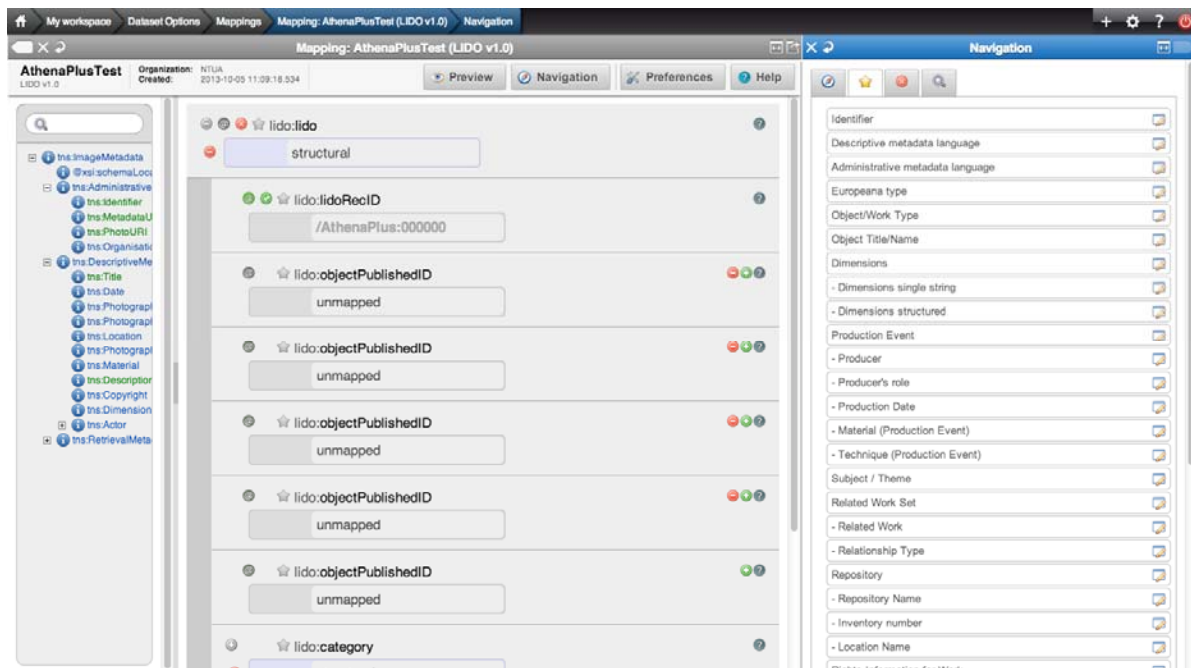 My workspace Dataset Options Mappings Mapping: AthenaPlusTest (LIDO v1.0) Navigation
Mapping: AthenaPlusTest (LIDO v1.0)
Navigation
AthenaPlusTest
LIDO v1.0
Organization: NTUA
Created: 2013-10-05 11:09:18.534
Preview
Navigation
Preferences
Help
tns:ImageMetadata
@xsi:schemaLoca
tns:Administrative
tns:Identifier
tns:MetadataU
tns:PhotoURI
tns:Organisatic
tns:DescriptiveMe
tns:Title
tns:Date
tns:Photograpl
tns:Photograpl
tns:Location
tns:Photograpl
tns:Material
tns:Description
tns:Copyright
tns:Dimension
tns:Actor
tns:RetrievalMeta
lido:lido
structural
lido:lidoRecID
/AthenaPlus:000000
lido:objectPublishedID
unmapped
lido:objectPublishedID
unmapped
lido:objectPublishedID
unmapped
lido:objectPublishedID
unmapped
lido:objectPublishedID
unmapped
lido:category
Identifier
Descriptive metadata language
Administrative metadata language
Europeana type
Object/Work Type
Object Title/Name
Dimensions
- Dimensions single string
- Dimensions structured
Production Event
- Producer
- Producer's role
- Production Date
- Material (Production Event)
- Technique (Production Event)
Subject / Theme
Related Work Set
- Related Work
- Relationship Type
Repository
- Repository Name
- Inventory number
- Location Name